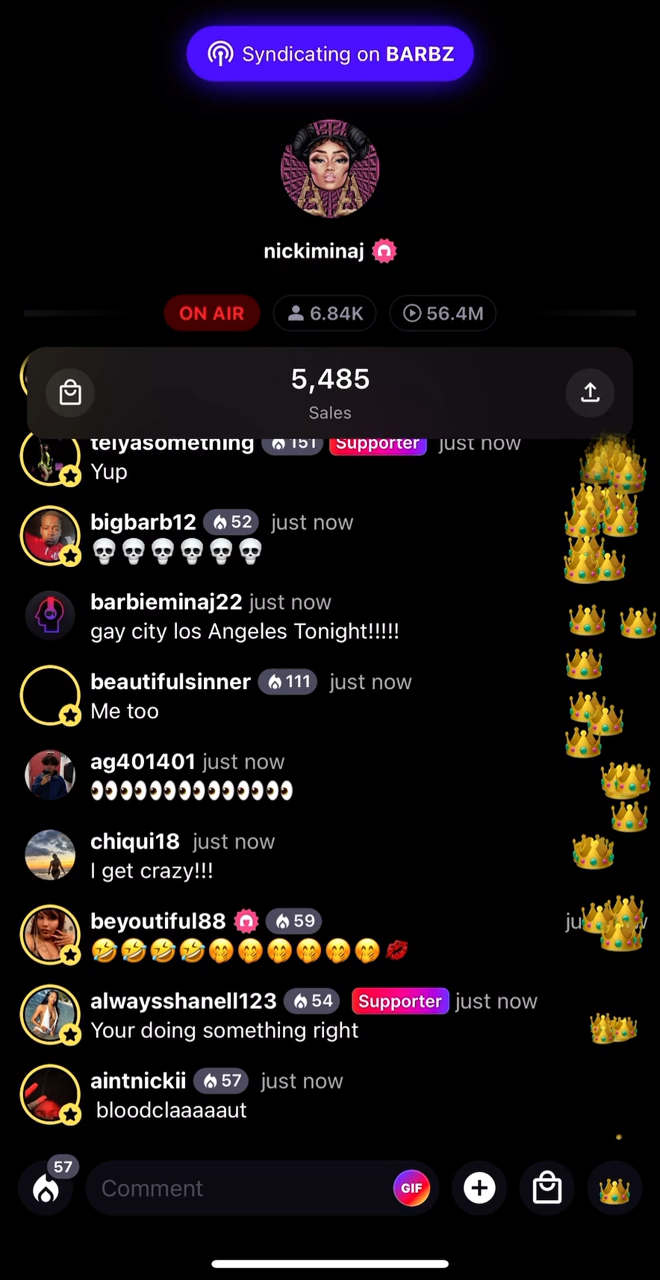 Syndicating on BARBZ
nickiminaj
ON AIR 6.84K 56.4M
5,485
Sales
telyasomething 151 Supporter just now
Yup
bigbarb12 52 just now
💀💀💀💀💀💀
barbieminaj22 just now
gay city los Angeles Tonight!!!!!
beautifulsinner 111 just now
Me too
ag401401 just now
👀👀👀👀👀👀👀👀👀👀👀👀👀👀
chiqui18 just now
I get crazy!!!
beyoutiful88 59
🤣🤣🤣🤣🤭🤭🤭🤭🤭🤭💋
alwaysshanell123 54 Supporter just now
Your doing something right
aintnickii 57 just now
bloodclaaaaaut
57
Comment GIF